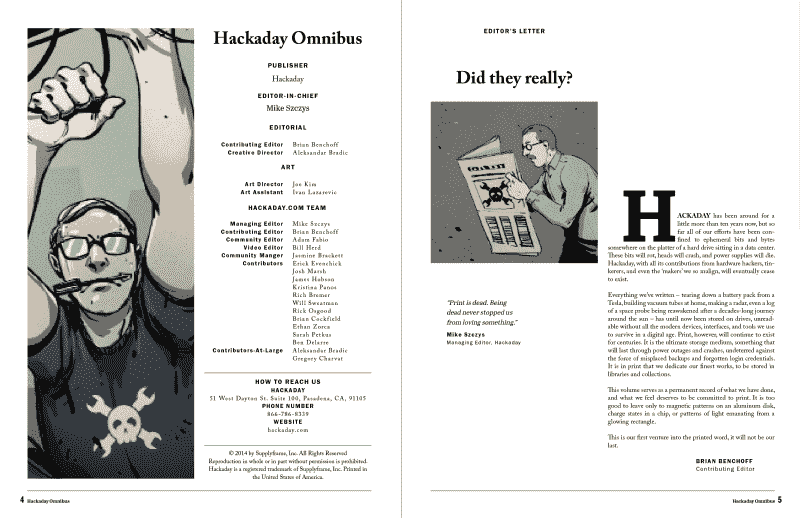 Hackaday Omnibus
PUBLISHER
Hackaday
EDITOR-IN-CHIEF
Mike Szczys
EDITORIAL
Contributing Editor Brian Benchoff
Creative Director Aleksandar Bradic
ART
Art Director Joe Kim
Art Assistant Ivan Lazarevic
HACKADAY.COM TEAM
Managing Editor Mike Szczys
Contributing Editor Brian Benchoff
Community Editor Adam Fabio
Video Editor Bill Herd
Community Manger Jasmine Brackett
Contributors Erick Evenchick
Josh Marsh
James Hobson
Kristina Panos
Rich Bremer
Will Sweatman
Rick Osgood
Brian Cockfield
Ethan Zonca
Sarah Petkus
Ben Delarre
Contributors-At-Large Aleksandar Bradic
Gregory Charvat
HOW TO REACH US
HACKADAY
51 West Dayton St. Suite 100, Pasadena, CA, 91105
PHONE NUMBER
866-786-8339
WEBSITE
hackaday.com
© 2014 by Supplyframe, Inc. All Rights Reserved
Reproduction in whole or in part without permission is prohibited.
Hackaday is a registered trademark of Supplyframe, Inc. Printed in
the United States of America.
4 Hackaday Omnibus
EDITOR'S LETTER
Did they really?
"Print is dead. Being
dead never stopped us
from loving something."
Mike Szczys
Managing Editor, Hackaday
HACKADAY has been around for a
little more than ten years now, but so
far all of our efforts have been con-
fined to ephemeral bits and bytes
somewhere on the platter of a hard drive sitting in a data center.
These bits will rot, heads will crash, and power supplies will die.
Hackaday, with all its contributions from hardware hackers, tin-
kerers, and even the 'makers' we so malign, will eventually cease
to exist.
Everything we've written – tearing down a battery pack from a
Tesla, building vacuum tubes at home, making a radar, even a log
of a space probe being reawakened after a decades-long journey
around the sun – has until now been stored on drives, unread-
able without all the modern devices, interfaces, and tools we use
to survive in a digital age. Print, however, will continue to exist
for centuries. It is the ultimate storage medium, something that
will last through power outages and crashes, undeterred against
the force of misplaced backups and forgotten login credentials.
It is in print that we dedicate our finest works, to be stored in
libraries and collections.
This volume serves as a permanent record of what we have done,
and what we feel deserves to be committed to print. It is too
good to leave only to magnetic patterns on an aluminum disk,
charge states in a chip, or patterns of light emanating from a
glowing rectangle.
This is our first venture into the printed word, it will not be our
last.
BRIAN BENCHOFF
Contributing Editor
Hackaday Omnibus 5